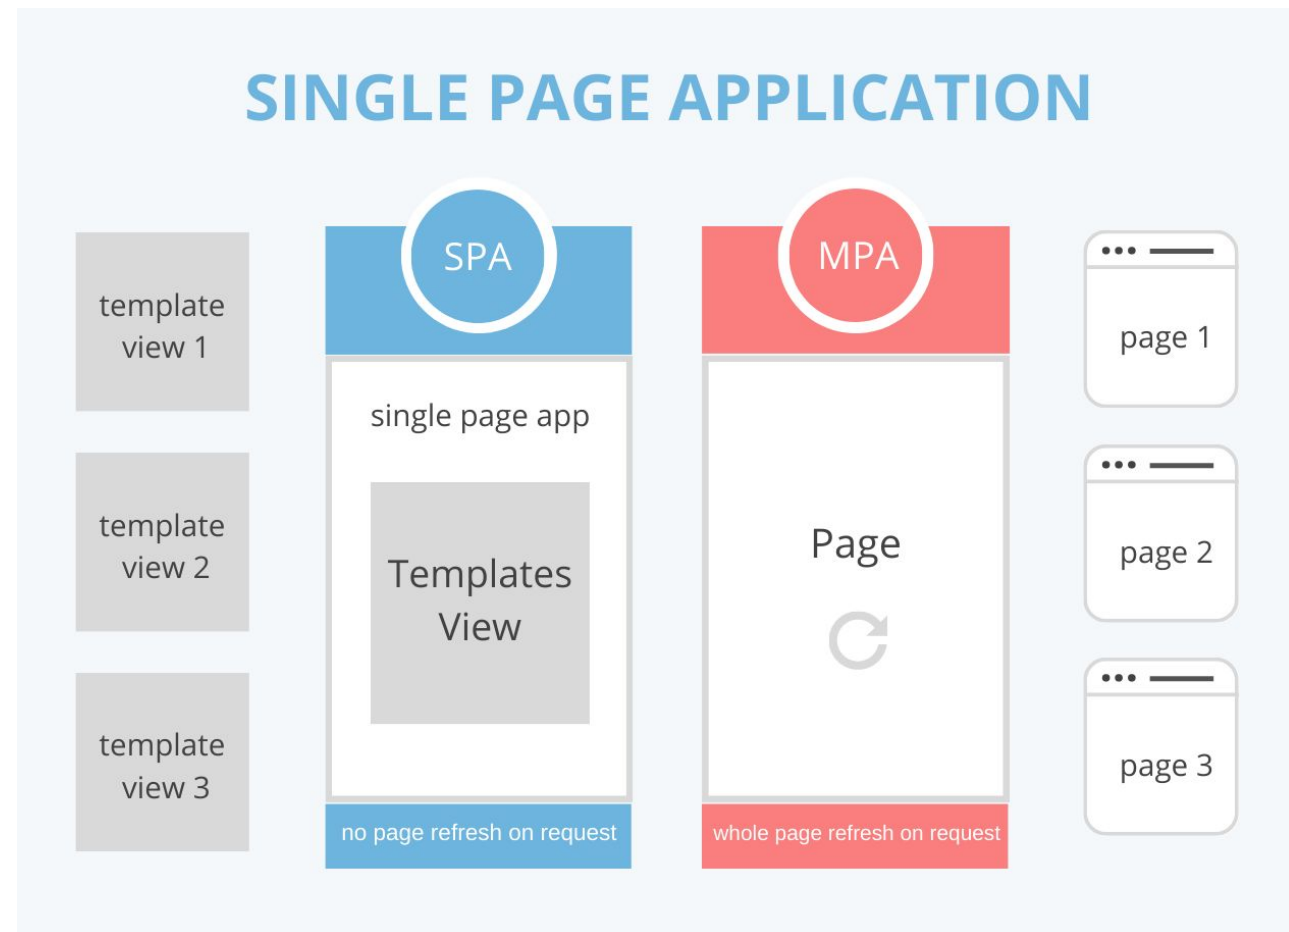 SINGLE PAGE APPLICATION
template
view 1
template
view 2
template
view 3
SPA
single page app
Templates
View
no page refresh on request
MPA
Page
whole page refresh on request
page 1
page 2
page 3